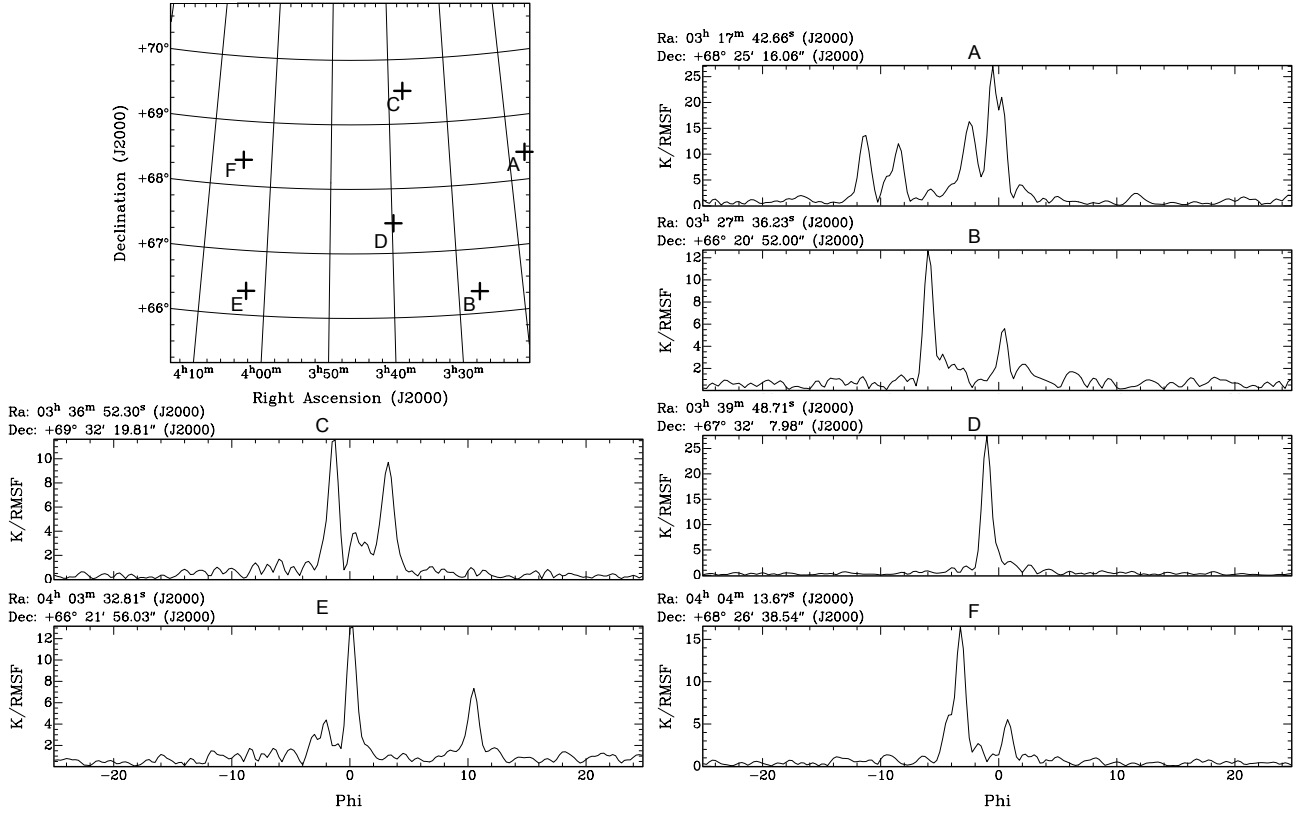 +70°
+69°
+68°
+67°
+66°
Declination (J2000)
C
A
F
D
E
B
4ʰ10ᵐ 4ʰ00ᵐ 3ʰ50ᵐ 3ʰ40ᵐ 3ʰ30ᵐ
Right Ascension (J2000)
Ra: 03ʰ 17ᵐ 42.66ˢ (J2000)
Dec: +68° 25′ 16.06″ (J2000)
A
25
20
15
10
5
0
K/RMSF
Ra: 03ʰ 27ᵐ 36.23ˢ (J2000)
Dec: +66° 20′ 52.00″ (J2000)
B
12
10
8
6
4
2
K/RMSF
Ra: 03ʰ 36ᵐ 52.30ˢ (J2000)
Dec: +69° 32′ 19.81″ (J2000)
C
10
8
6
4
2
0
K/RMSF
Ra: 03ʰ 39ᵐ 48.71ˢ (J2000)
Dec: +67° 32′ 7.98″ (J2000)
D
25
20
15
10
5
0
K/RMSF
Ra: 04ʰ 03ᵐ 32.81ˢ (J2000)
Dec: +66° 21′ 56.03″ (J2000)
E
12
10
8
6
4
2
K/RMSF
−20 −10 0 10 20
Phi
Ra: 04ʰ 04ᵐ 13.67ˢ (J2000)
Dec: +68° 26′ 38.54″ (J2000)
F
15
10
5
0
K/RMSF
−20 −10 0 10 20
Phi